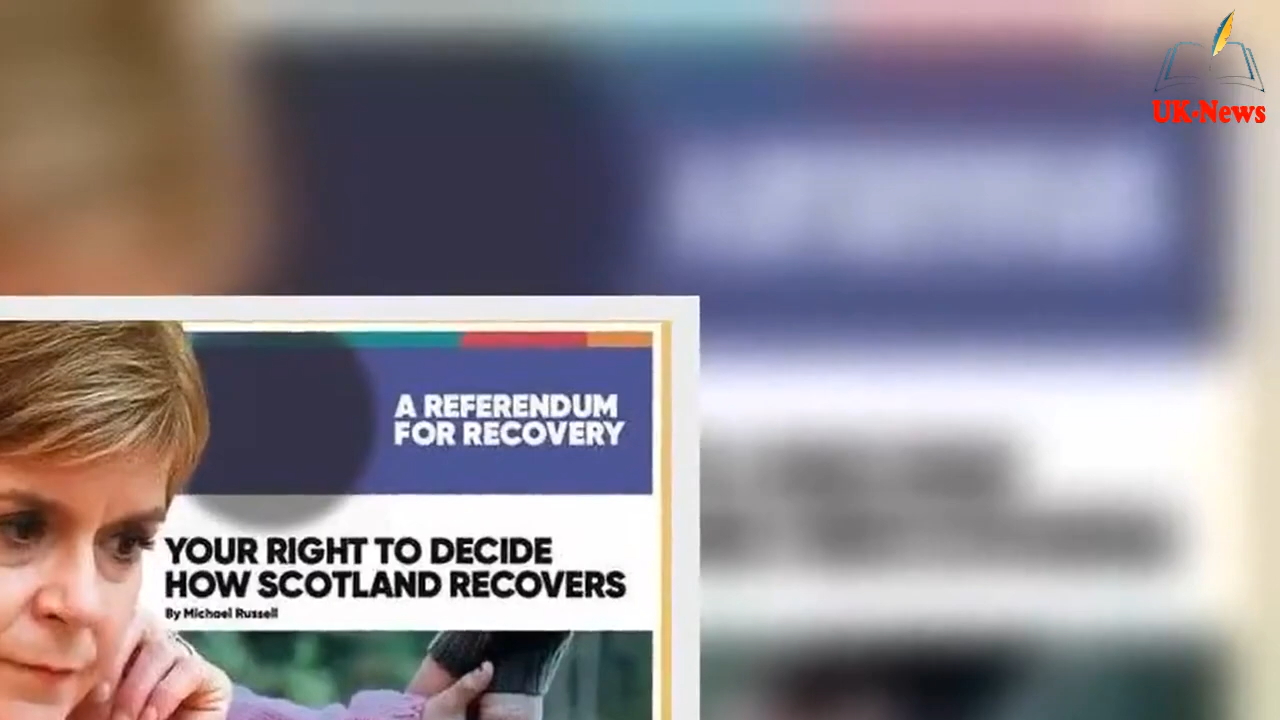 UK-News
A REFERENDUM
FOR RECOVERY
YOUR RIGHT TO DECIDE
HOW SCOTLAND RECOVERS
By Michael Russell